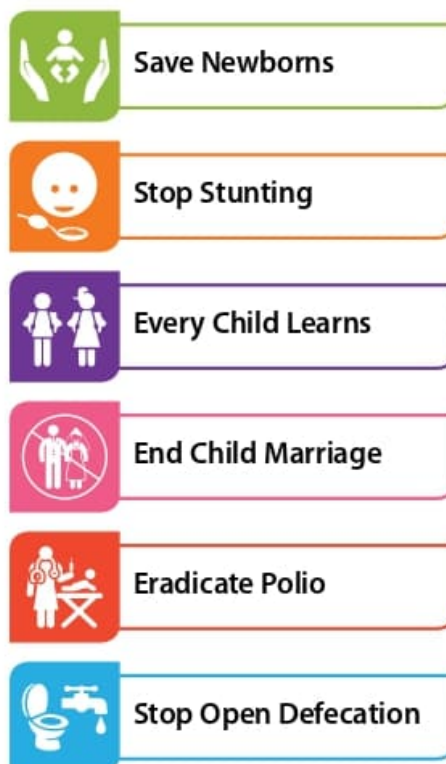 Save Newborns
Stop Stunting
Every Child Learns
End Child Marriage
Eradicate Polio
Stop Open Defecation